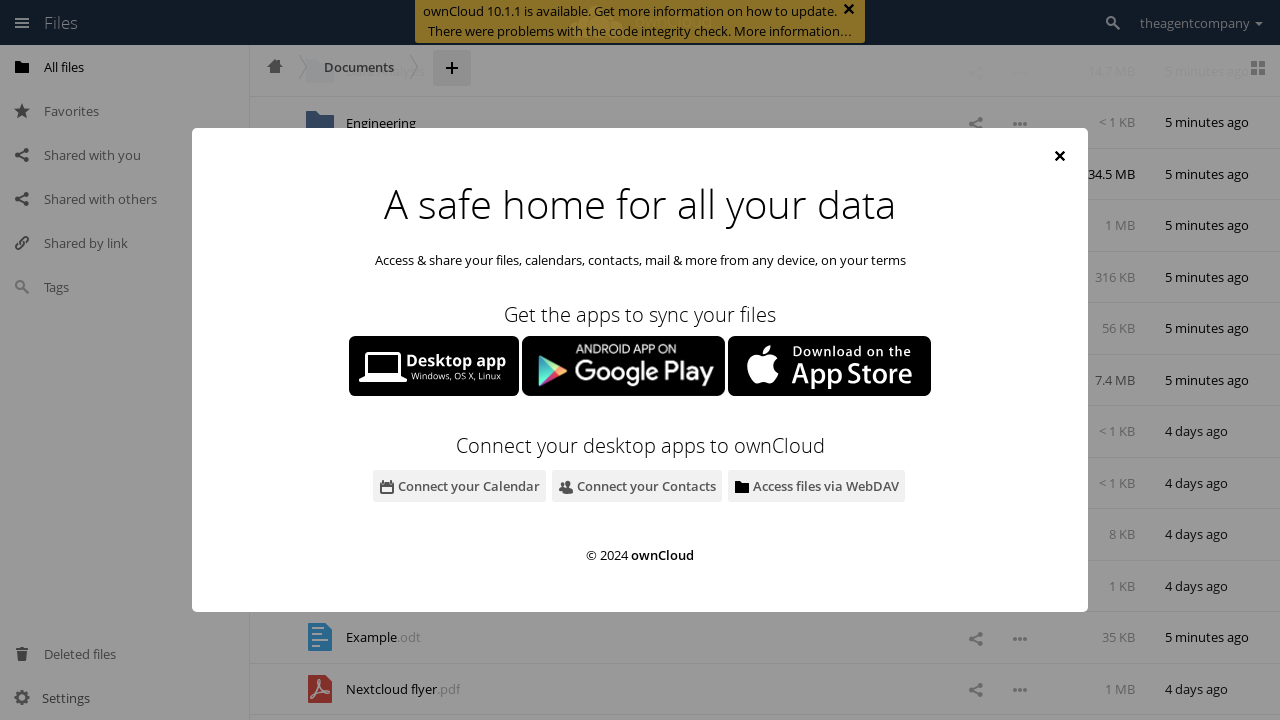 Files
ownCloud 10.1.1 is available. Get more information on how to update.
There were problems with the code integrity check. More information…
theagentcompany
All files
Favorites
Shared with you
Shared with others
Shared by link
Tags
Deleted files
Settings
Documents
34.7 MB 5 minutes ago
Engineering < 1 KB 5 minutes ago
34.5 MB 5 minutes ago
1 MB 5 minutes ago
316 KB 5 minutes ago
56 KB 5 minutes ago
7.4 MB 5 minutes ago
< 1 KB 4 days ago
< 1 KB 4 days ago
8 KB 4 days ago
1 KB 4 days ago
Example.odt 35 KB 5 minutes ago
Nextcloud flyer.pdf 1 MB 4 days ago
A safe home for all your data
Access & share your files, calendars, contacts, mail & more from any device, on your terms
Get the apps to sync your files
Desktop app
Windows, OS X, Linux
ANDROID APP ON
Google Play
Download on the
App Store
Connect your desktop apps to ownCloud
Connect your Calendar
Connect your Contacts
Access files via WebDAV
© 2024 ownCloud